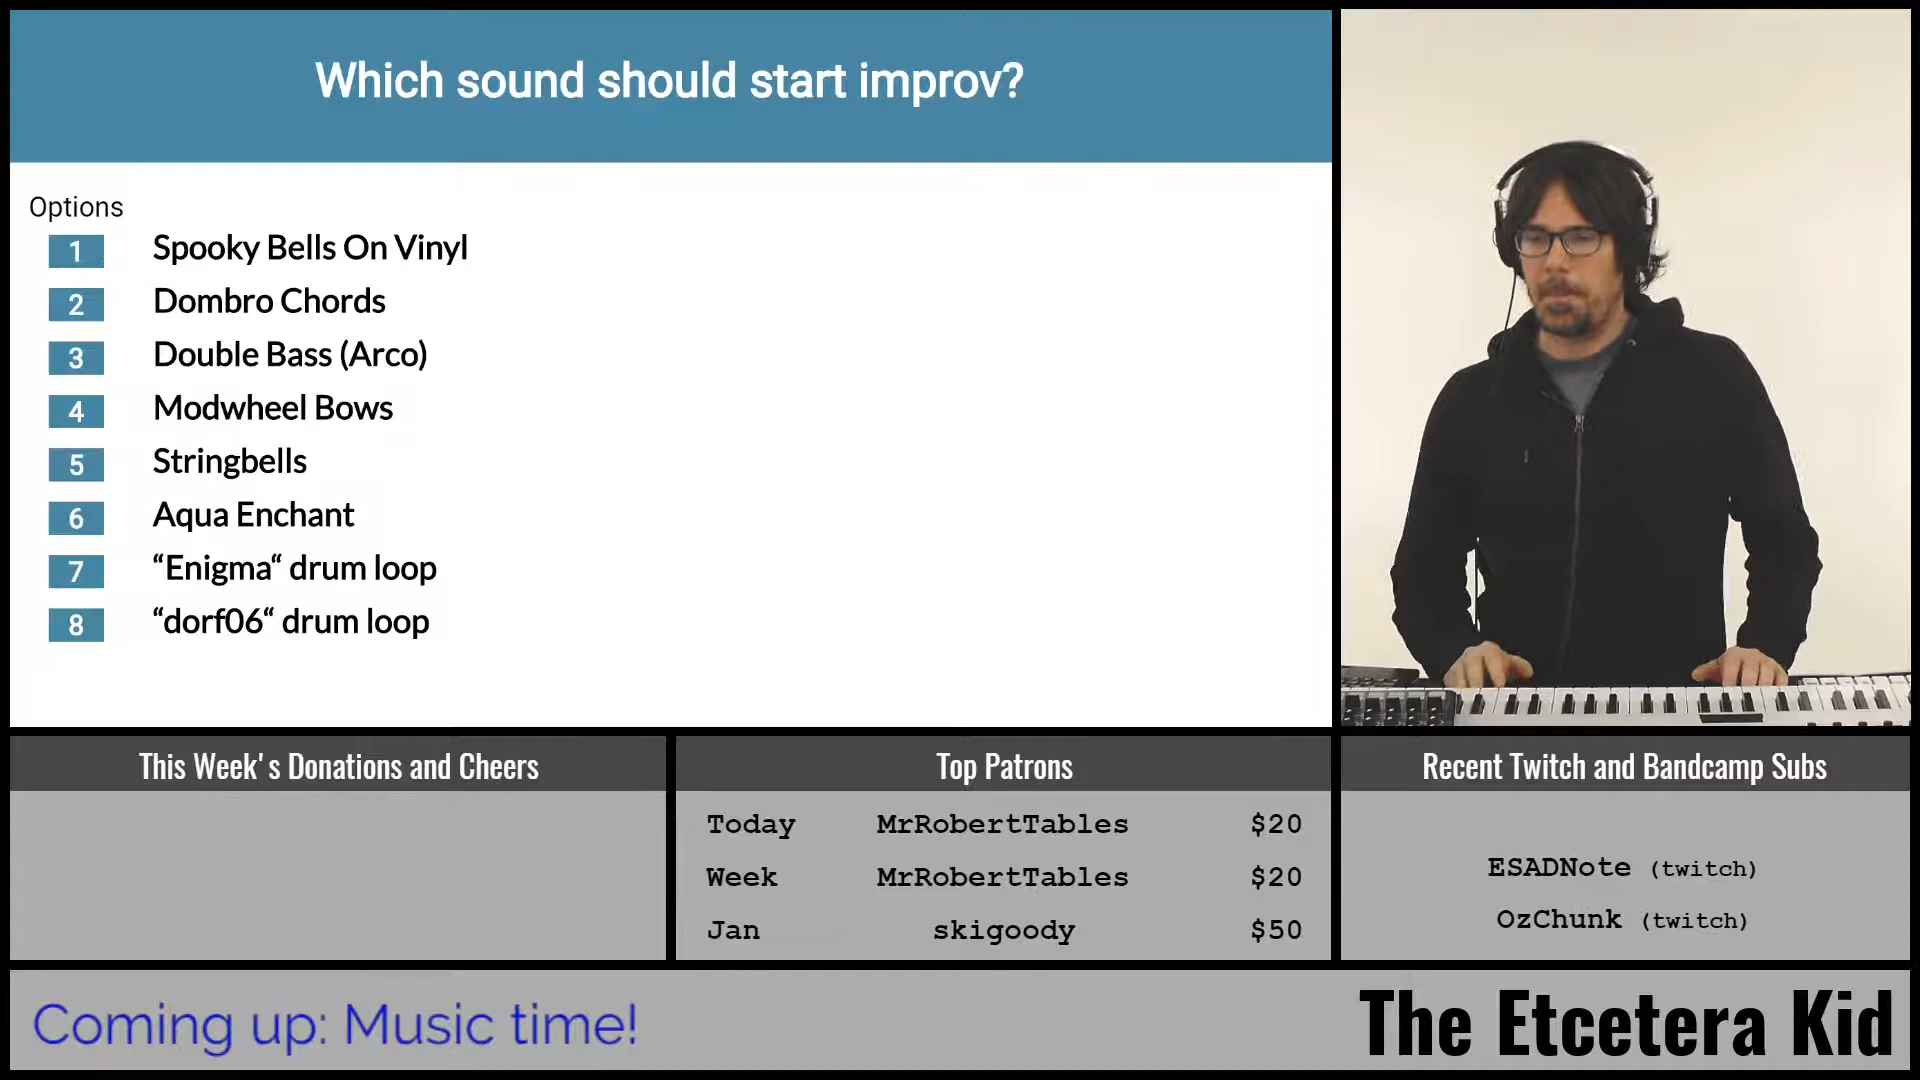 Which sound should start improv?
Options
1 Spooky Bells On Vinyl
2 Dombro Chords
3 Double Bass (Arco)
4 Modwheel Bows
5 Stringbells
6 Aqua Enchant
7 “Enigma“ drum loop
8 “dorf06“ drum loop
This Week's Donations and Cheers
Top Patrons
Today MrRobertTables $20
Week MrRobertTables $20
Jan skigoody $50
Recent Twitch and Bandcamp Subs
ESADNote (twitch)
OzChunk (twitch)
Coming up: Music time!
The Etcetera Kid